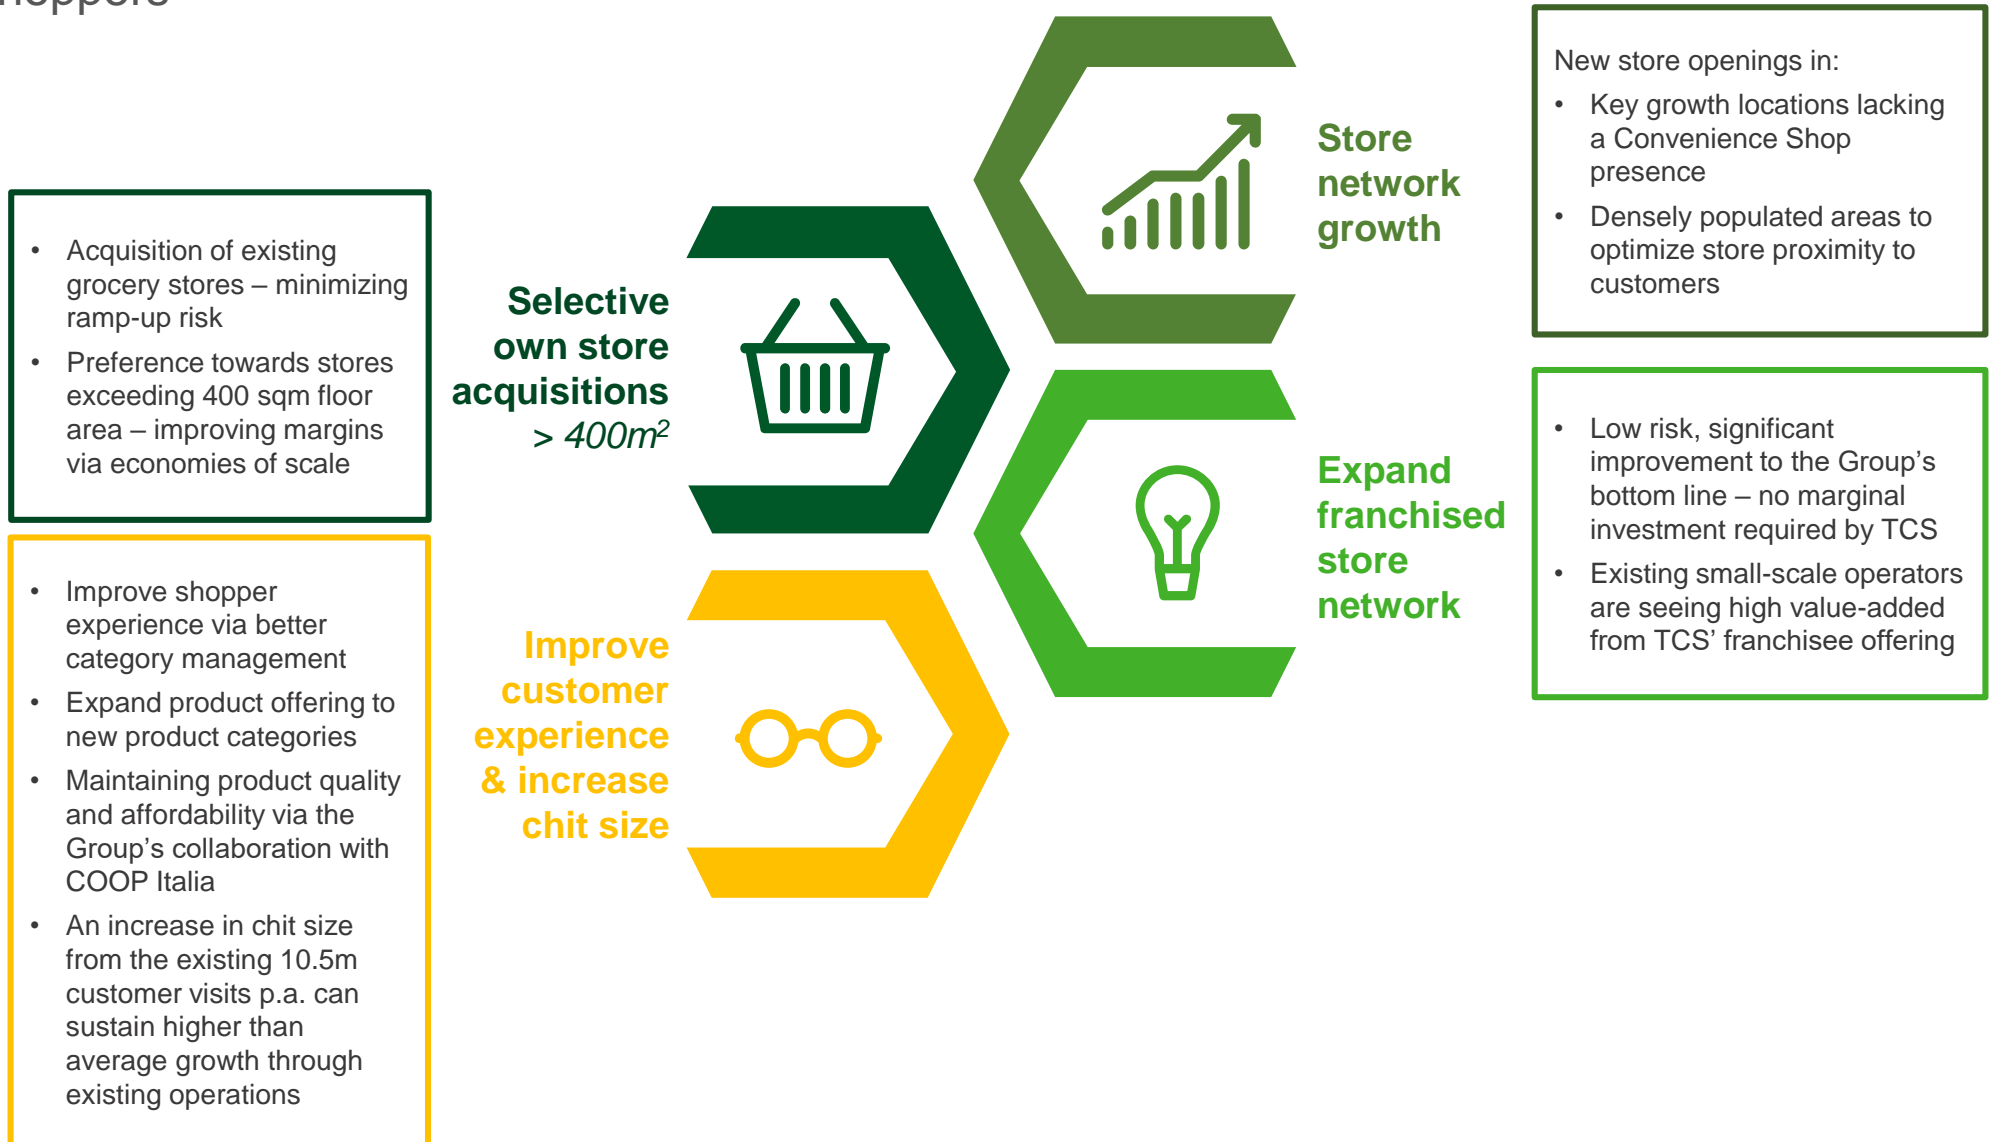 • Acquisition of existing
grocery stores – minimizing
ramp-up risk
• Preference towards stores
exceeding 400 sqm floor
area – improving margins
via economies of scale
Selective
own store
acquisitions
> 400m²
Store
network
growth
New store openings in:
• Key growth locations lacking
a Convenience Shop
presence
• Densely populated areas to
optimize store proximity to
customers
• Improve shopper
experience via better
category management
• Expand product offering to
new product categories
• Maintaining product quality
and affordability via the
Group’s collaboration with
COOP Italia
• An increase in chit size
from the existing 10.5m
customer visits p.a. can
sustain higher than
average growth through
existing operations
Improve
customer
experience
& increase
chit size
Expand
franchised
store
network
• Low risk, significant
improvement to the Group’s
bottom line – no marginal
investment required by TCS
• Existing small-scale operators
are seeing high value-added
from TCS’ franchisee offering